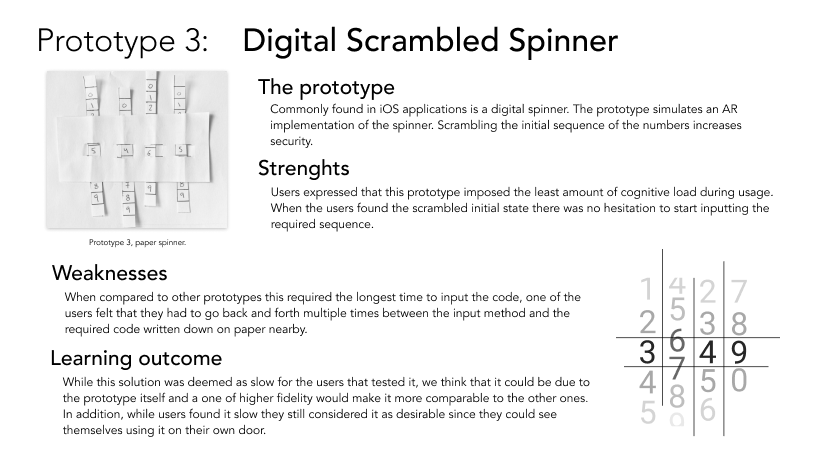 Prototype 3: Digital Scrambled Spinner
The prototype
Commonly found in iOS applications is a digital spinner. The prototype simulates an AR
implementation of the spinner. Scrambling the initial sequence of the numbers increases
security.
Strenghts
Users expressed that this prototype imposed the least amount of cognitive load during usage.
When the users found the scrambled initial state there was no hesitation to start inputting the
required sequence.
5 4 6 5
Prototype 3, paper spinner.
Weaknesses
When compared to other prototypes this required the longest time to input the code, one of the
users felt that they had to go back and forth multiple times between the input method and the
required code written down on paper nearby.
Learning outcome
While this solution was deemed as slow for the users that tested it, we think that it could be due to
the prototype itself and a one of higher fidelity would make it more comparable to the other ones.
In addition, while users found it slow they still considered it as desirable since they could see
themselves using it on their own door.
1 4 2 7
2 5 3 8
3 6 4 9
4 7 5 0
5 8 6
9